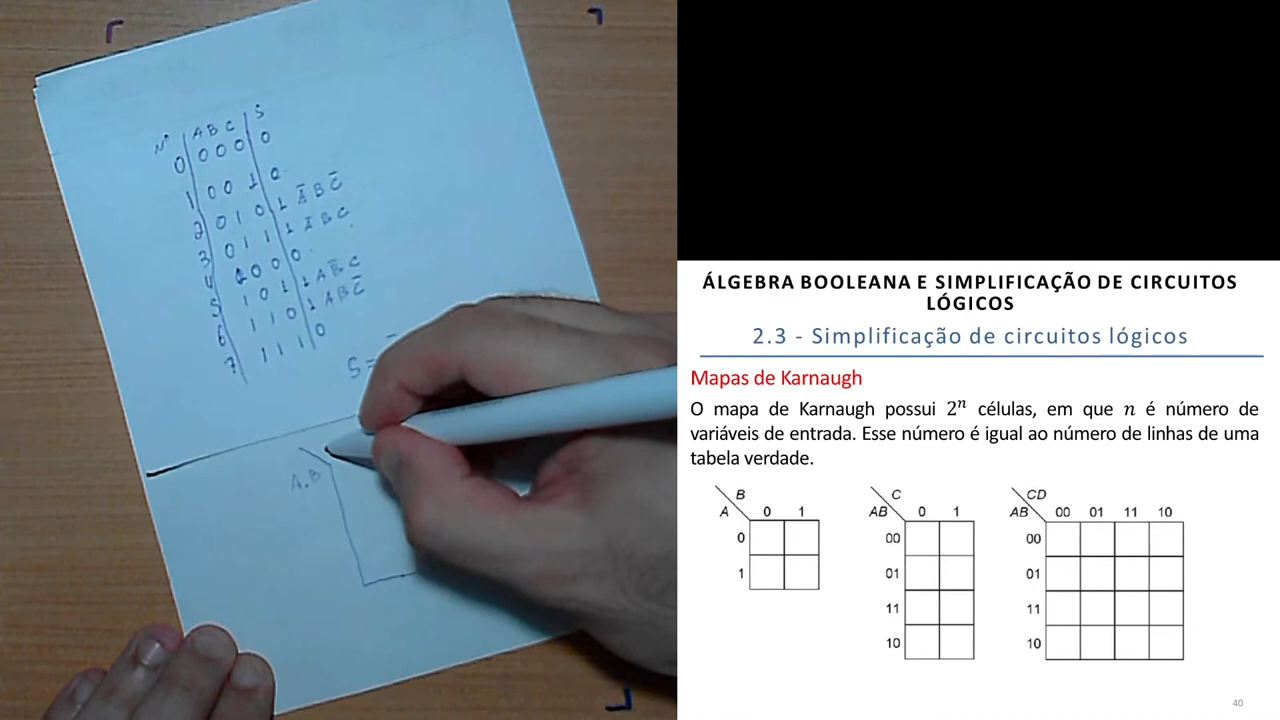 Nº A B C S
0 0 0 0 0
1 0 0 1 0
2 0 1 0 1 A̅ B C̅
3 0 1 1 1 A̅ B C
4 1 0 0 0
5 1 0 1 1 A B̅ C
6 1 1 0 1 A B C̅
7 1 1 1 0
S =
A.B
ÁLGEBRA BOOLEANA E SIMPLIFICAÇÃO DE CIRCUITOS
LÓGICOS
2.3 - Simplificação de circuitos lógicos
Mapas de Karnaugh
O mapa de Karnaugh possui 2ⁿ células, em que n é número de
variáveis de entrada. Esse número é igual ao número de linhas de uma
tabela verdade.
B
A 0 1
0
1
C
AB 0 1
00
01
11
10
CD
AB 00 01 11 10
00
01
11
10
40